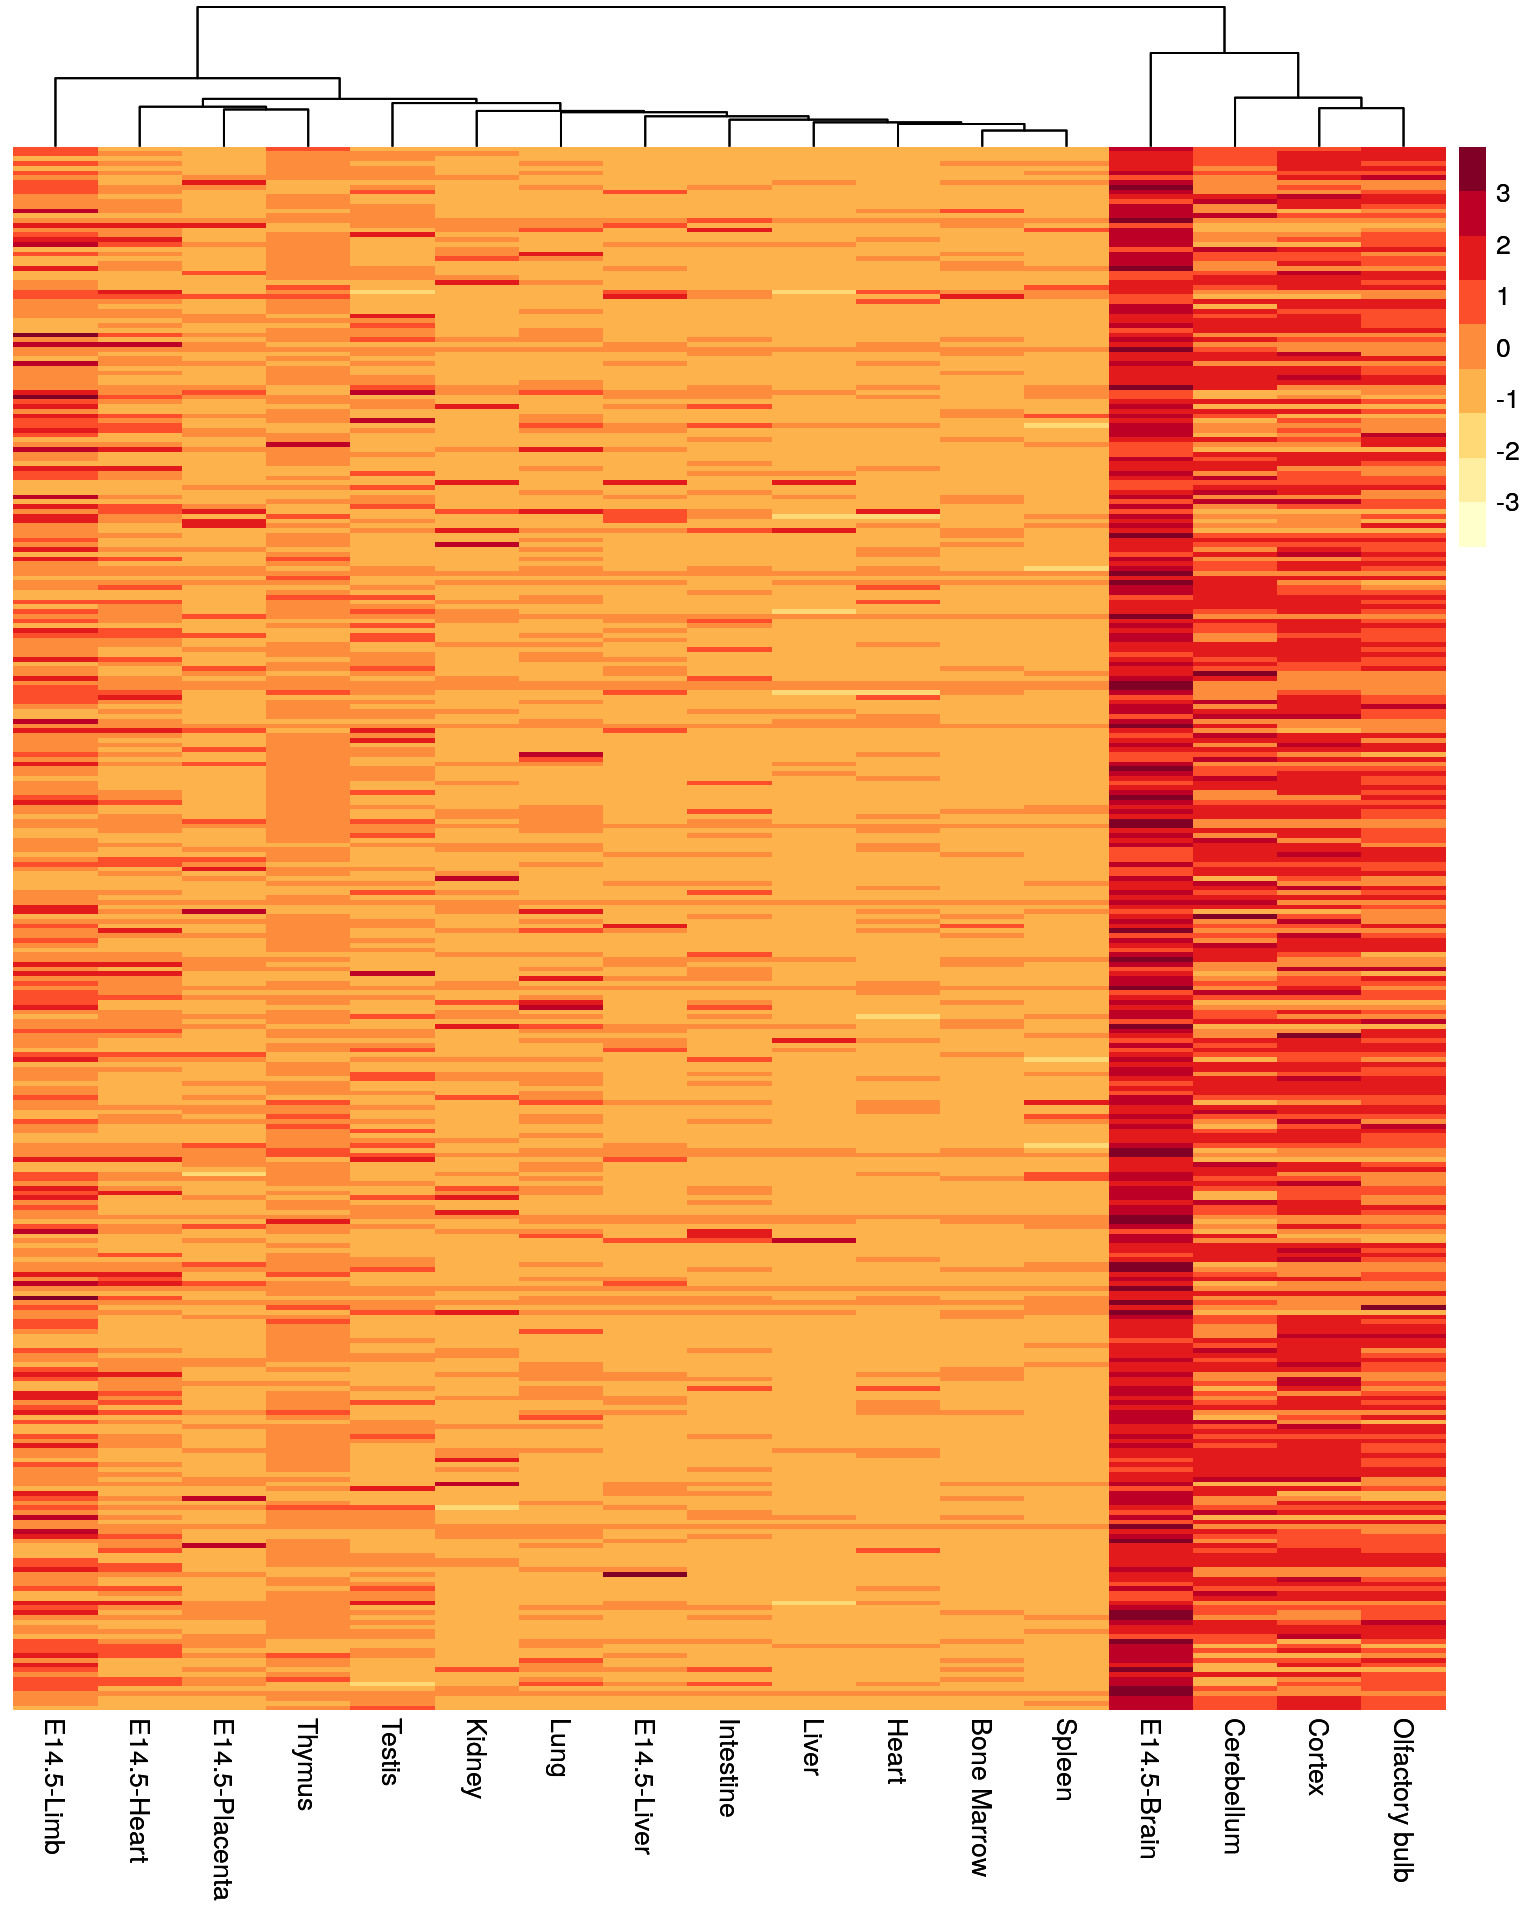 3
2
1
0
-1
-2
-3
E14.5-Limb
E14.5-Heart
E14.5-Placenta
Thymus
Testis
Kidney
Lung
E14.5-Liver
Intestine
Liver
Heart
Bone Marrow
Spleen
E14.5-Brain
Cerebellum
Cortex
Olfactory bulb